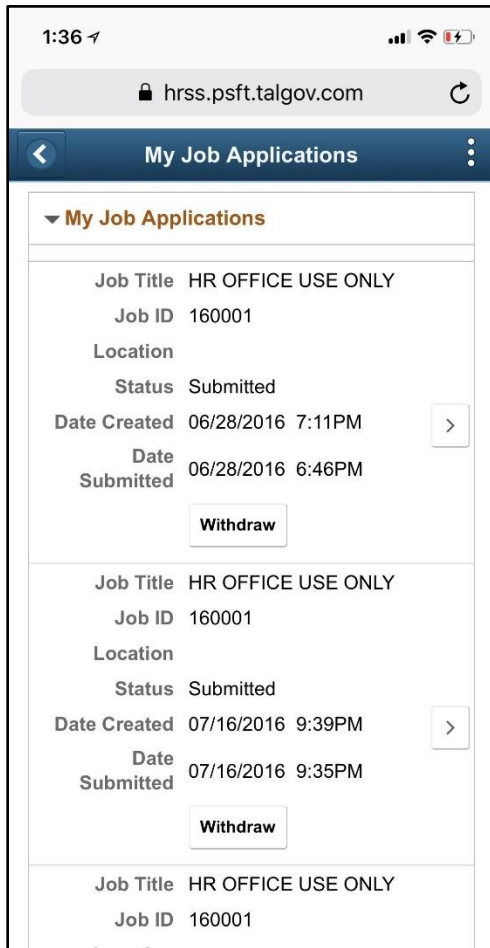 1:36
hrss.psft.talgov.com
My Job Applications
My Job Applications
Job Title HR OFFICE USE ONLY
Job ID 160001
Location
Status Submitted
Date Created 06/28/2016 7:11PM
Date
Submitted 06/28/2016 6:46PM
Withdraw
Job Title HR OFFICE USE ONLY
Job ID 160001
Location
Status Submitted
Date Created 07/16/2016 9:39PM
Date
Submitted 07/16/2016 9:35PM
Withdraw
Job Title HR OFFICE USE ONLY
Job ID 160001